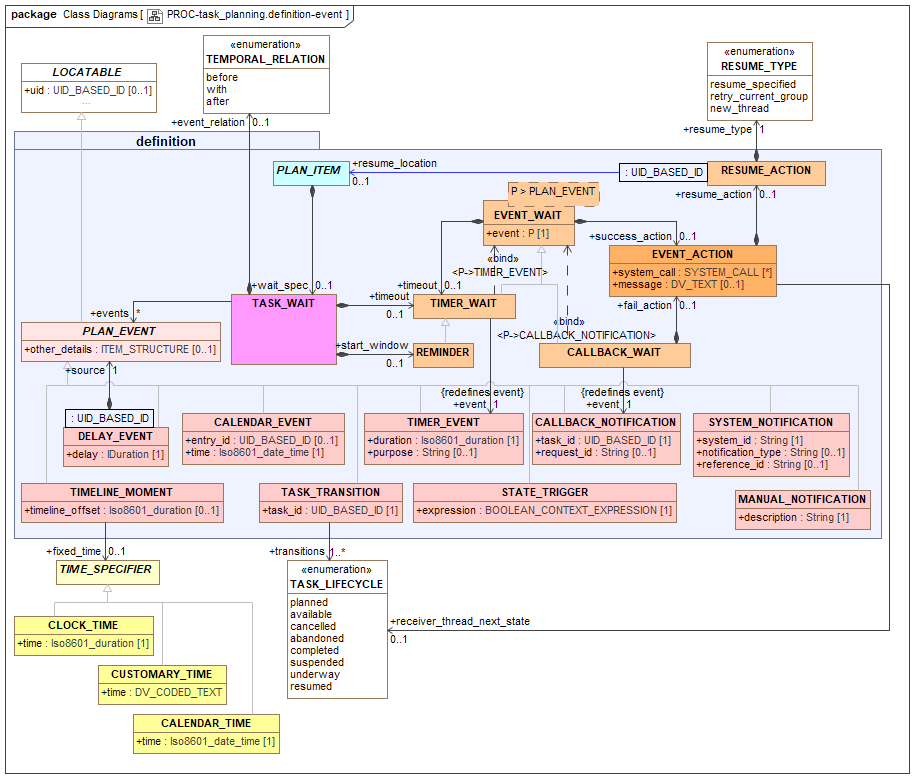 package Class Diagrams [ PROC-task_planning.definition-event ]
«enumeration»
TEMPORAL_RELATION
before
with
after
«enumeration»
RESUME_TYPE
resume_specified
retry_current_group
new_thread
LOCATABLE
+uid : UID_BASED_ID [0..1]
...
+event_relation 0..1
+resume_type 1
definition
PLAN_ITEM
+resume_location
0..1
: UID_BASED_ID
RESUME_ACTION
+resume_action 0..1
P > PLAN_EVENT
EVENT_WAIT
+event : P [1]
+success_action 0..1
EVENT_ACTION
+system_call : SYSTEM_CALL [*]
+message : DV_TEXT [0..1]
«bind»
<P->TIMER_EVENT>
+wait_spec 0..1
+timeout 0..1
TASK_WAIT
+timeout
0..1
TIMER_WAIT
+fail_action 0..1
+events *
«bind»
<P->CALLBACK_NOTIFICATION>
PLAN_EVENT
+other_details : ITEM_STRUCTURE [0..1]
+start_window
0..1
REMINDER
CALLBACK_WAIT
+source 1
{redefines event}
+event 1
{redefines event}
+event 1
: UID_BASED_ID
DELAY_EVENT
+delay : IDuration [1]
CALENDAR_EVENT
+entry_id : UID_BASED_ID [0..1]
+time : Iso8601_date_time [1]
TIMER_EVENT
+duration : Iso8601_duration [1]
+purpose : String [0..1]
CALLBACK_NOTIFICATION
+task_id : UID_BASED_ID [1]
+request_id : String [0..1]
SYSTEM_NOTIFICATION
+system_id : String [1]
+notification_type : String [0..1]
+reference_id : String [0..1]
TIMELINE_MOMENT
+timeline_offset : Iso8601_duration [0..1]
TASK_TRANSITION
+task_id : UID_BASED_ID [1]
STATE_TRIGGER
+expression : BOOLEAN_CONTEXT_EXPRESSION [1]
MANUAL_NOTIFICATION
+description : String [1]
+fixed_time 0..1
+transitions 1..*
TIME_SPECIFIER
«enumeration»
TASK_LIFECYCLE
planned
available
cancelled
abandoned
completed
suspended
underway
resumed
+receiver_thread_next_state
0..1
CLOCK_TIME
+time : Iso8601_duration [1]
CUSTOMARY_TIME
+time : DV_CODED_TEXT
CALENDAR_TIME
+time : Iso8601_date_time [1]